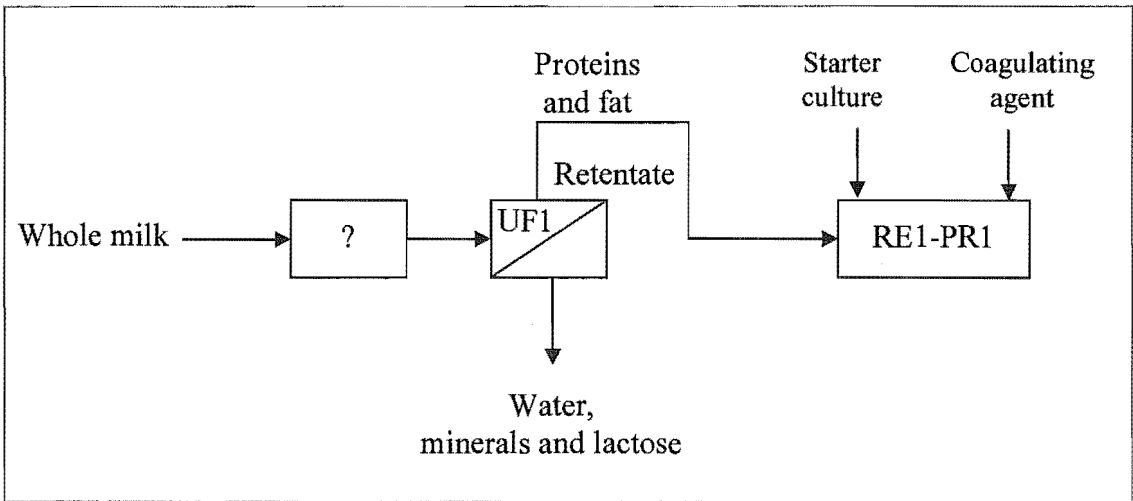 Proteins
and fat
Starter
culture
Coagulating
agent
Retentate
Whole milk
?
UF1
RE1-PR1
Water,
minerals and lactose